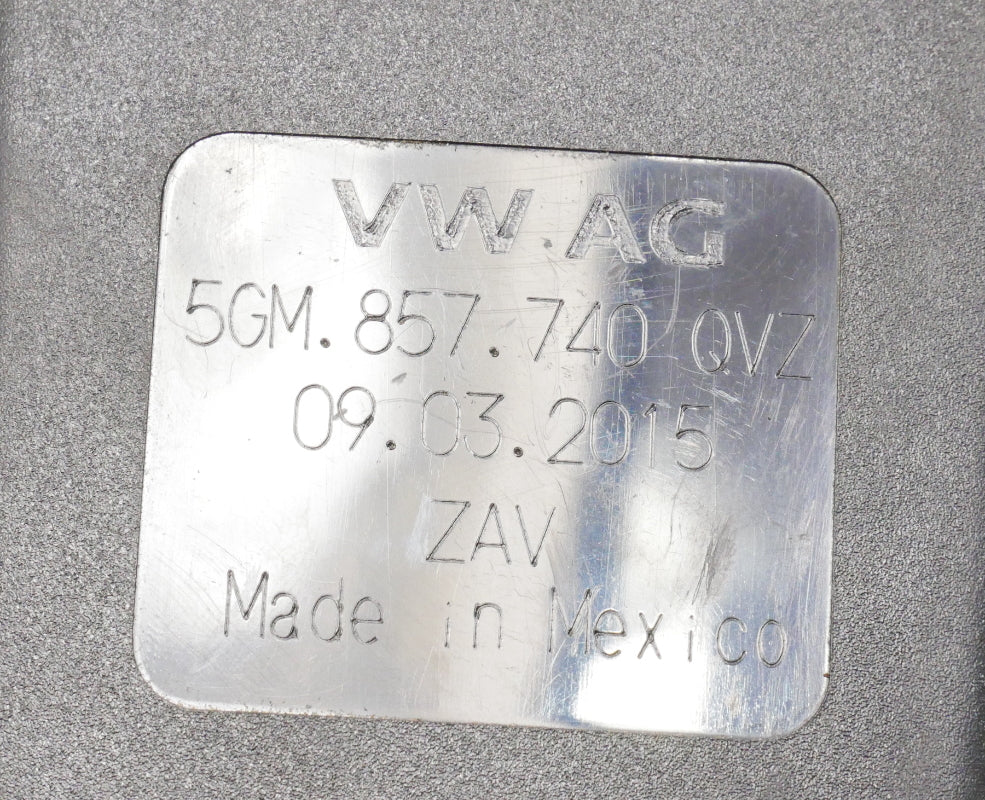 VW AG
5GM.857.740 QVZ
09.03.2015
ZAV
Made in Mexico